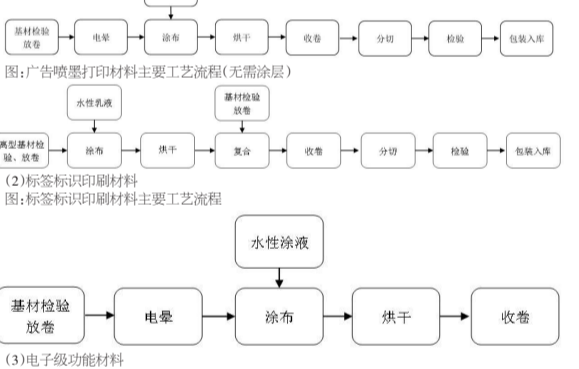 基材检验
放卷
电晕
涂布
烘干
收卷
分切
检验
包装入库
图:广告喷墨打印材料主要工艺流程(无需涂层)
水性乳液
基材检验
放卷
离型基材检
验、放卷
涂布
烘干
复合
收卷
分切
检验
包装入库
(2)标签标识印刷材料
图:标签标识印刷材料主要工艺流程
水性涂液
基材检验
放卷
电晕
涂布
烘干
收卷
(3)电子级功能材料